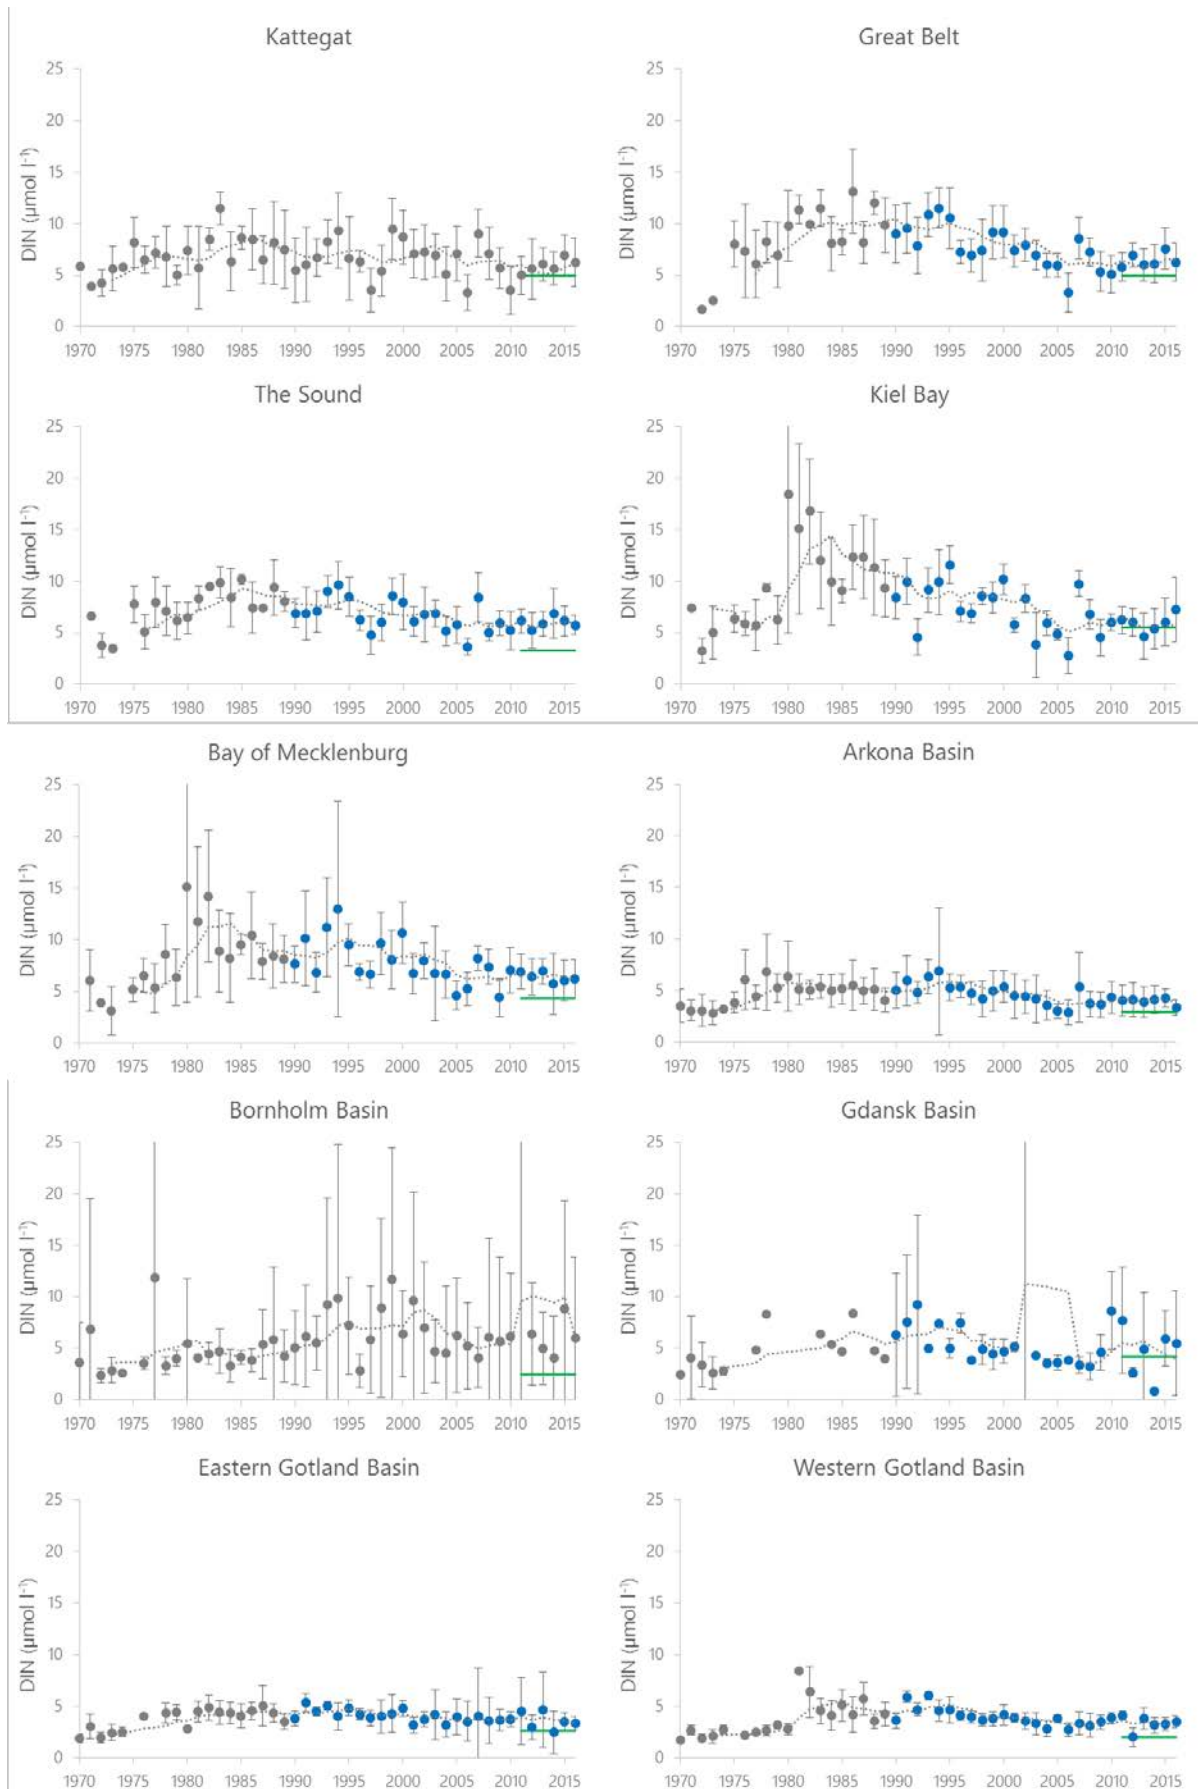 Kattegat
Great Belt
25
20
15
10
5
0
DIN (µmol l⁻¹)
1970 1975 1980 1985 1990 1995 2000 2005 2010 2015
25
20
15
10
5
0
DIN (µmol l⁻¹)
1970 1975 1980 1985 1990 1995 2000 2005 2010 2015
The Sound
Kiel Bay
25
20
15
10
5
0
DIN (µmol l⁻¹)
1970 1975 1980 1985 1990 1995 2000 2005 2010 2015
25
20
15
10
5
0
DIN (µmol l⁻¹)
1970 1975 1980 1985 1990 1995 2000 2005 2010 2015
Bay of Mecklenburg
Arkona Basin
25
20
15
10
5
0
DIN (µmol l⁻¹)
1970 1975 1980 1985 1990 1995 2000 2005 2010 2015
25
20
15
10
5
0
DIN (µmol l⁻¹)
1970 1975 1980 1985 1990 1995 2000 2005 2010 2015
Bornholm Basin
Gdansk Basin
25
20
15
10
5
0
DIN (µmol l⁻¹)
1970 1975 1980 1985 1990 1995 2000 2005 2010 2015
25
20
15
10
5
0
DIN (µmol l⁻¹)
1970 1975 1980 1985 1990 1995 2000 2005 2010 2015
Eastern Gotland Basin
Western Gotland Basin
25
20
15
10
5
0
DIN (µmol l⁻¹)
1970 1975 1980 1985 1990 1995 2000 2005 2010 2015
25
20
15
10
5
0
DIN (µmol l⁻¹)
1970 1975 1980 1985 1990 1995 2000 2005 2010 2015